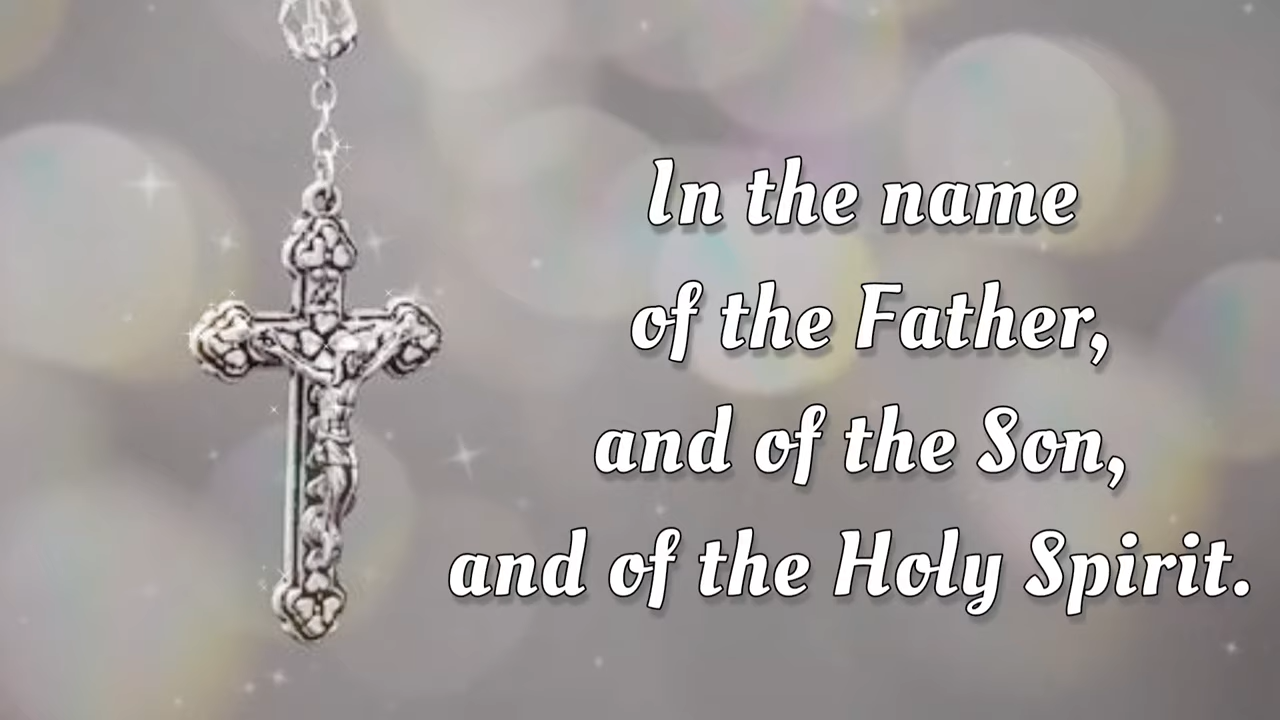 In the name
of the Father,
and of the Son,
and of the Holy Spirit.